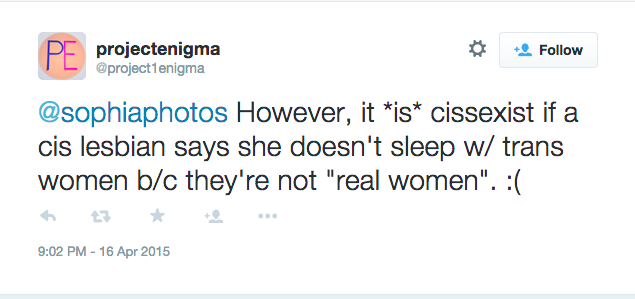 PE
projectenigma
@project1enigma
Follow
@sophiaphotos However, it *is* cissexist if a
cis lesbian says she doesn't sleep w/ trans
women b/c they're not "real women". :(
9:02 PM - 16 Apr 2015